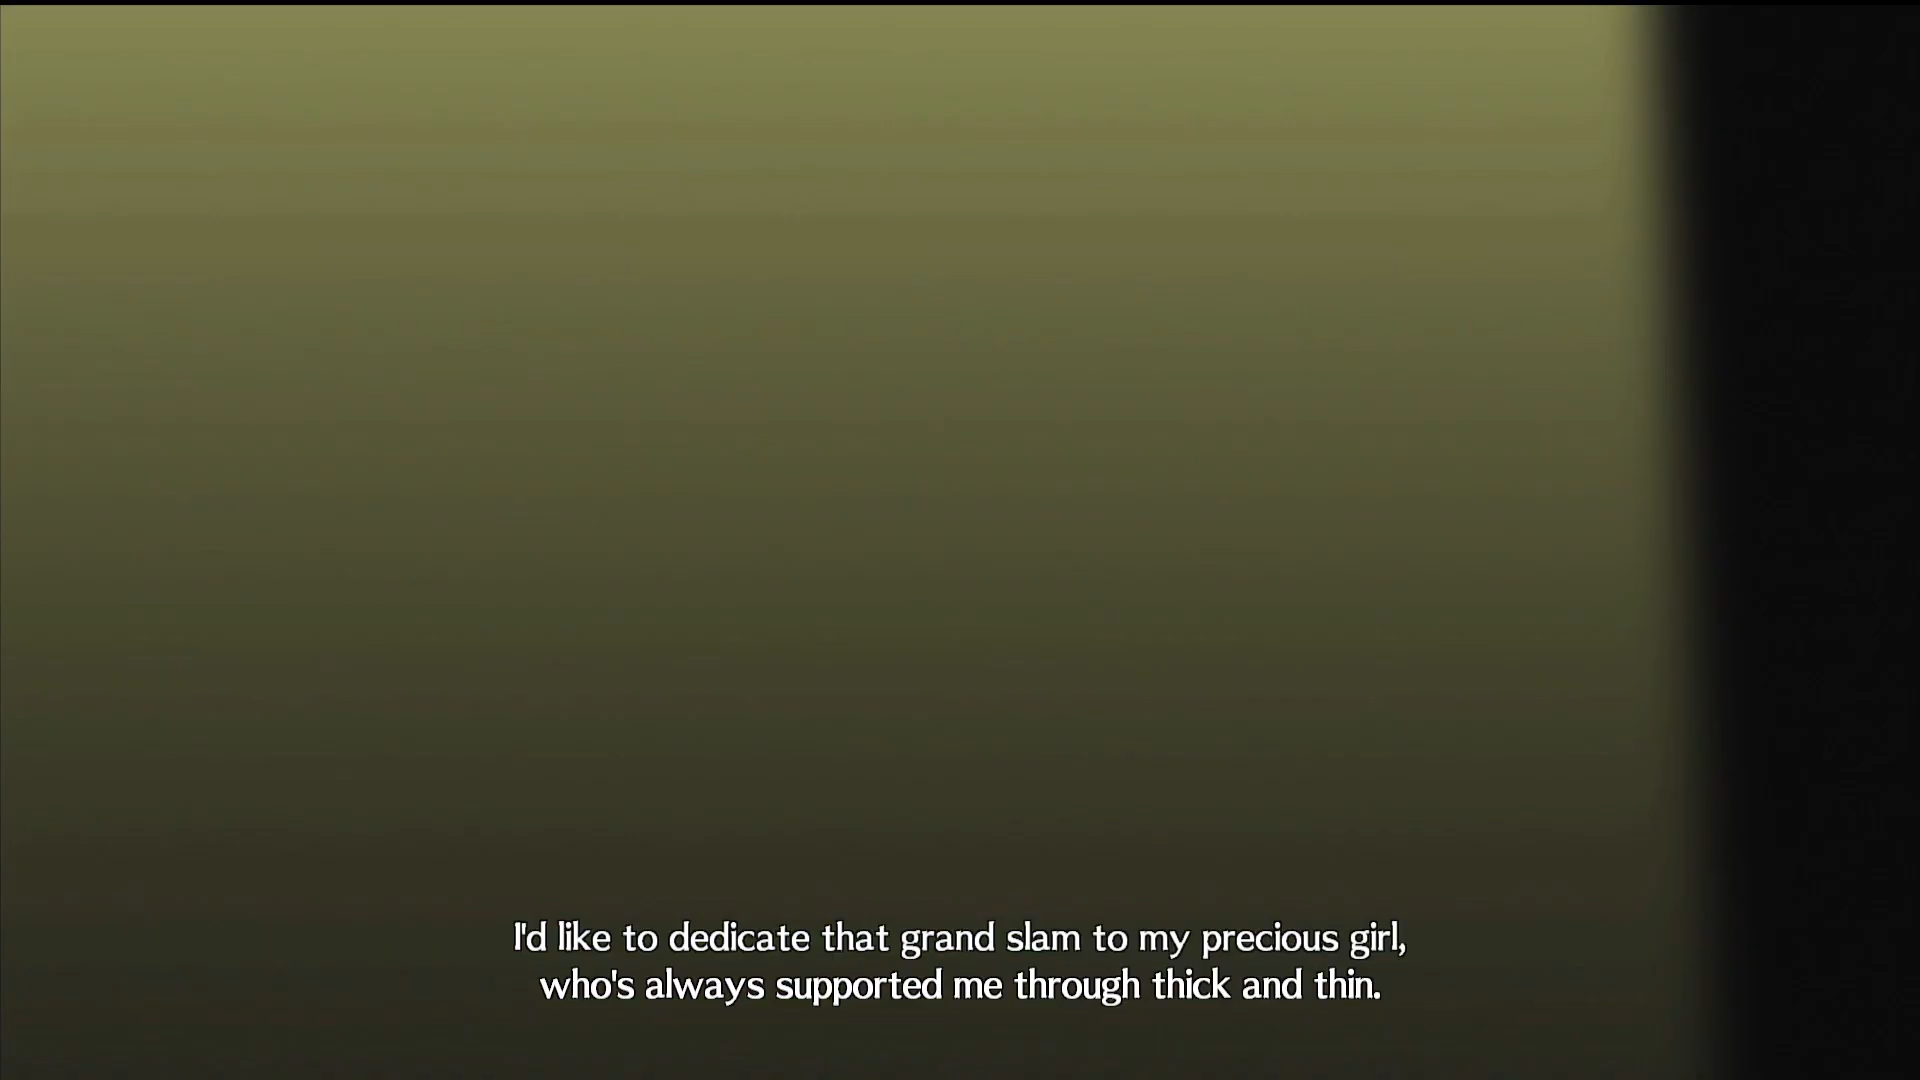 I'd like to dedicate that grand slam to my precious girl,
who's always supported me through thick and thin.